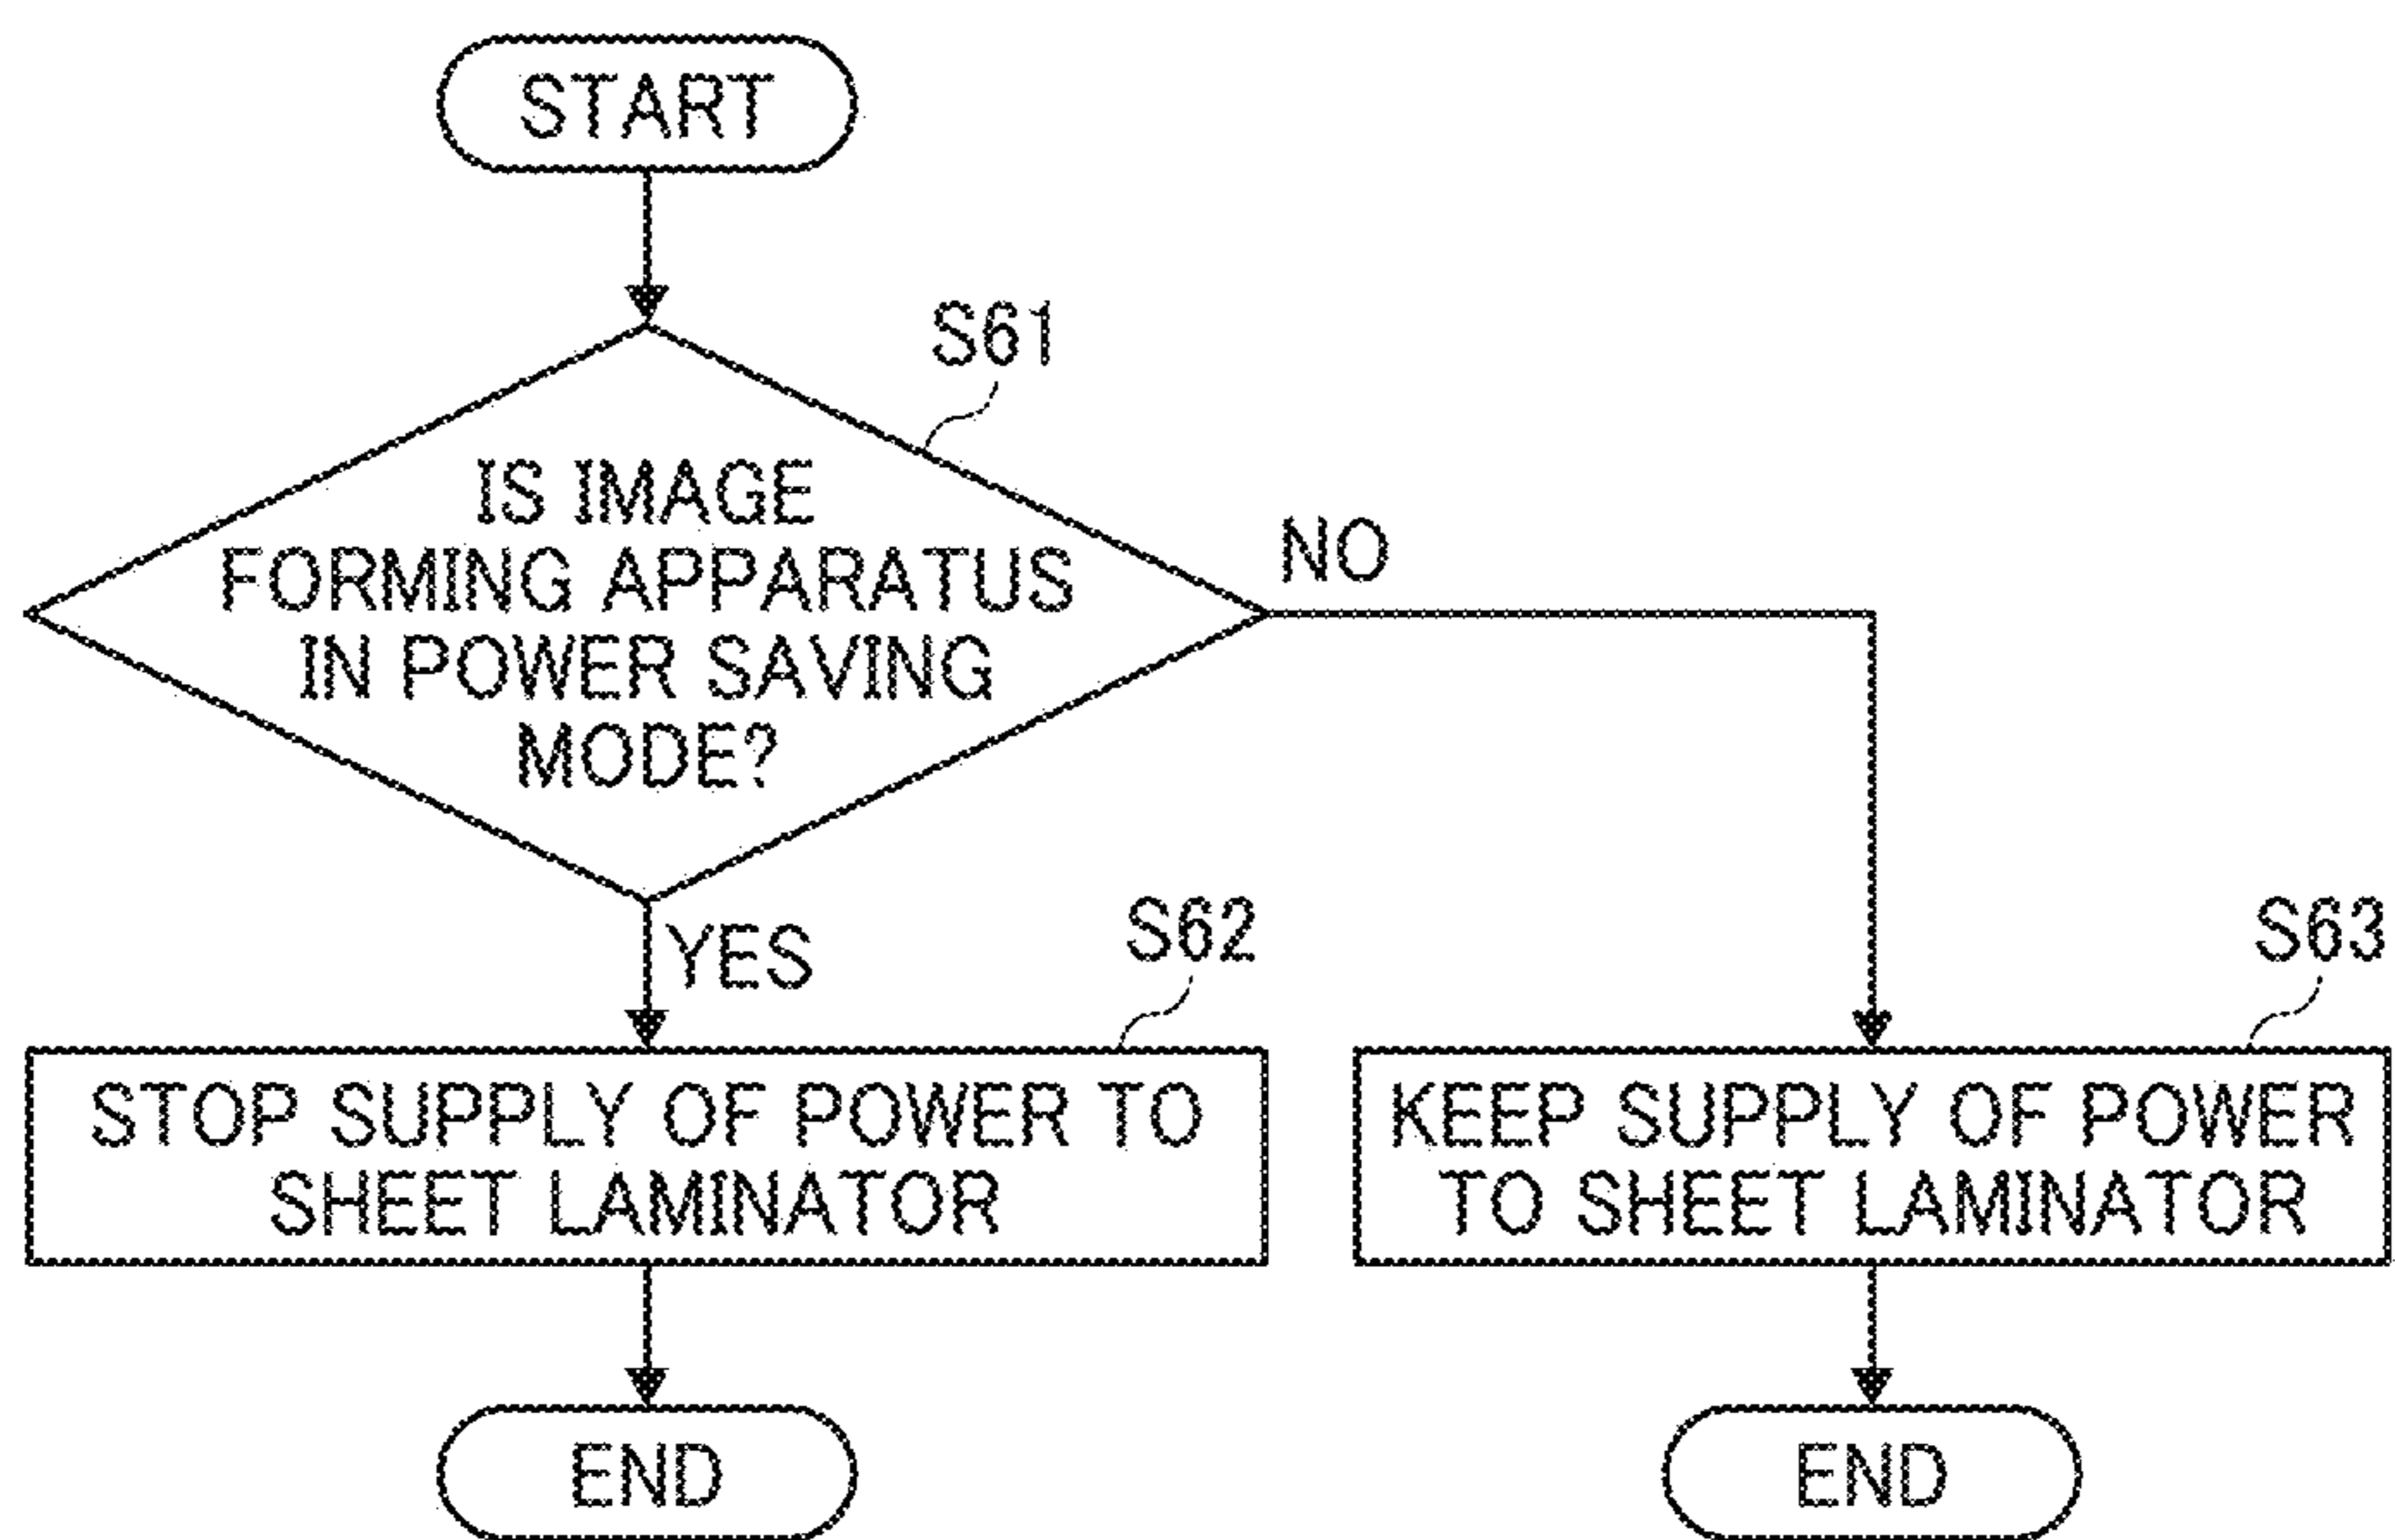 START
S61
IS IMAGE
FORMING APPARATUS
IN POWER SAVING
MODE?
NO
YES
S62
STOP SUPPLY OF POWER TO
SHEET LAMINATOR
S63
KEEP SUPPLY OF POWER
TO SHEET LAMINATOR
END
END